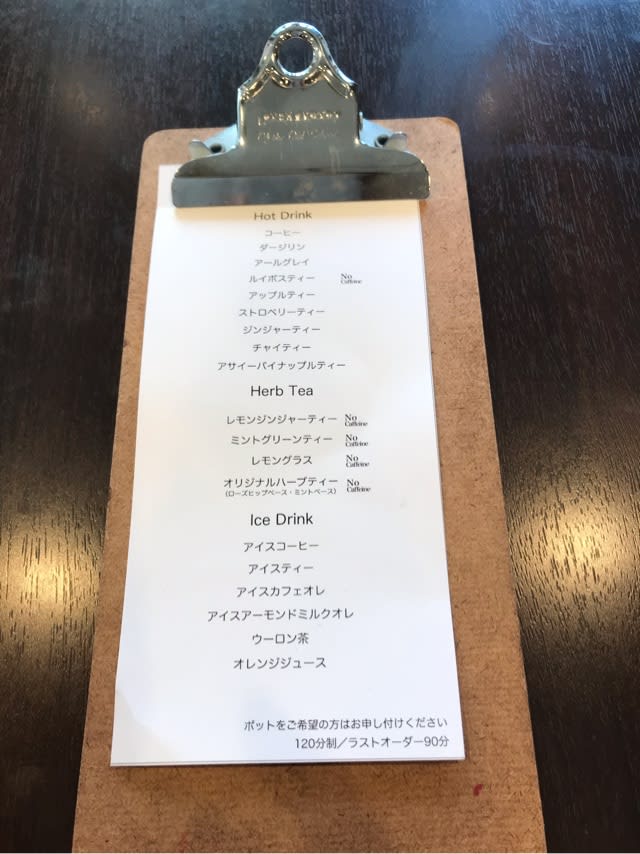 Hot Drink
コーヒー
ダージリン
アールグレイ
ルイボスティー No Caffeine
アップルティー
ストロベリーティー
ジンジャーティー
チャイティー
アサイーパイナップルティー
Herb Tea
レモンジンジャーティー No Caffeine
ミントグリーンティー No Caffeine
レモングラス No Caffeine
オリジナルハーブティー No Caffeine
（ローズヒップベース・ミントベース）
Ice Drink
アイスコーヒー
アイスティー
アイスカフェオレ
アイスアーモンドミルクオレ
ウーロン茶
オレンジジュース
ポットをご希望の方はお申し付けください
120分制／ラストオーダー90分